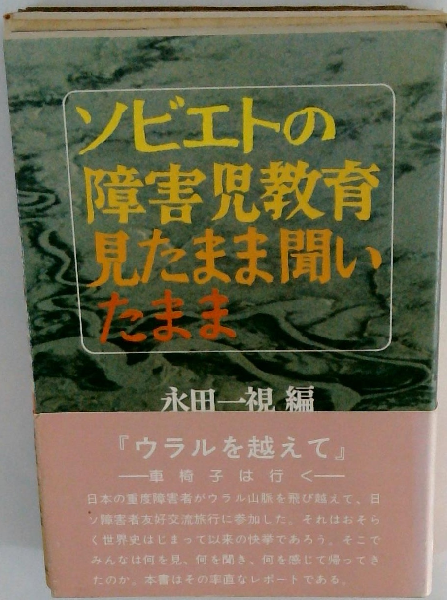 ソビエトの
障害児教育
見たまま聞い
たまま
永田一視 編
『ウラルを越えて』
──車椅子は行く──
日本の重度障害者がウラル山脈を飛び越えて、日
ソ障害者友好交流旅行に参加した。それはおそら
く世界史はじまって以来の快挙であろう。そこで
みんなは何を見、何を聞き、何を感じて帰ってき
たのか。本書はその率直なレポートである。